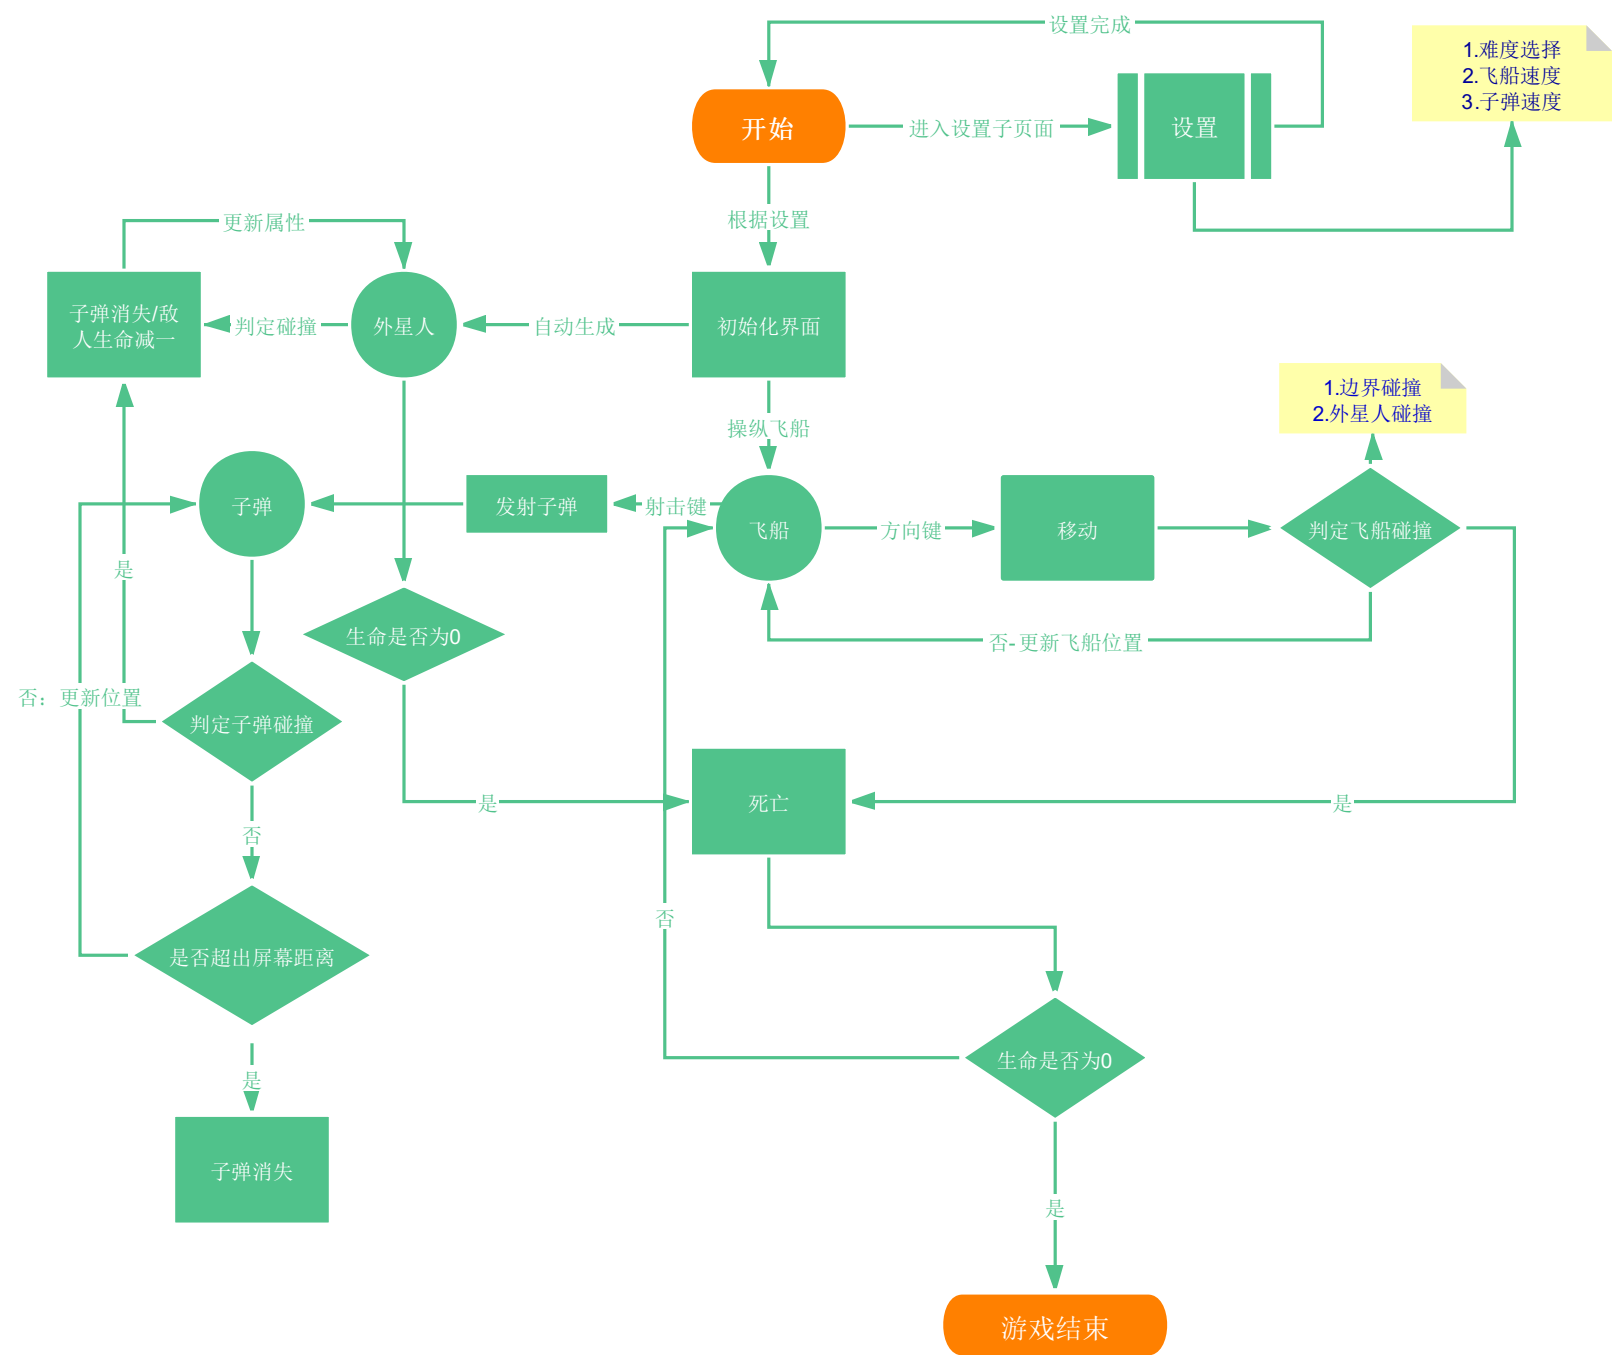 设置完成
1.难度选择
2.飞船速度
3.子弹速度
开始
进入设置子页面
设置
根据设置
更新属性
子弹消失/敌
人生命减一
判定碰撞
外星人
自动生成
初始化界面
操纵飞船
1.边界碰撞
2.外星人碰撞
子弹
发射子弹
射击键
飞船
方向键
移动
判定飞船碰撞
是
生命是否为0
否-更新飞船位置
否：更新位置
判定子弹碰撞
是
死亡
是
否
否
是否超出屏幕距离
生命是否为0
是
子弹消失
是
游戏结束